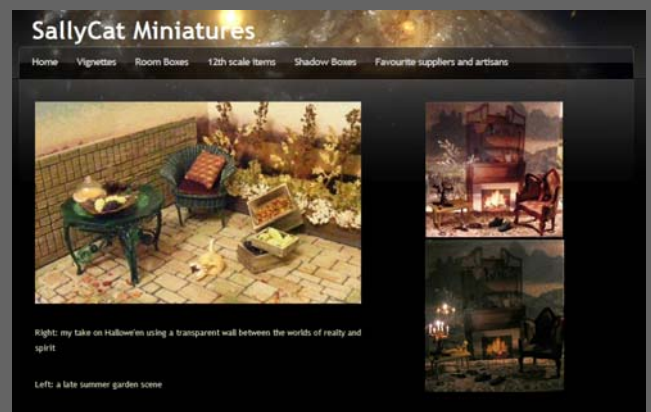 SallyCat Miniatures
Home Vignettes Room Boxes 12th scale items Shadow Boxes Favourite suppliers and artisans
Right: my take on Hallowe'en using a transparent wall between the worlds of realty and
spirit
Left: a late summer garden scene